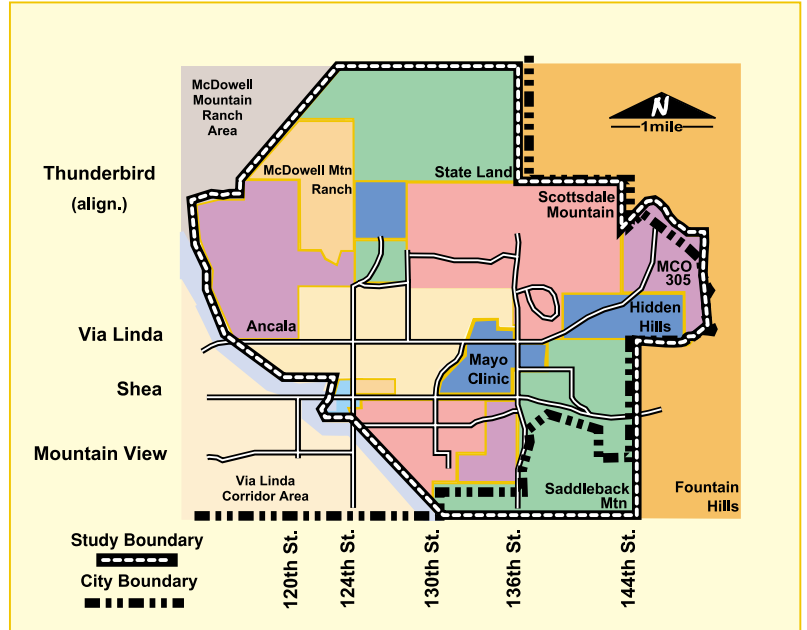 McDowell
Mountain
Ranch
Area
N
1mile
Thunderbird
(align.)
McDowell Mtn
Ranch
State Land
Scottsdale
Mountain
MCO
305
Hidden
Hills
Ancala
Via Linda
Mayo
Clinic
Shea
Mountain View
Via Linda
Corridor Area
Saddleback
Mtn
Fountain
Hills
Study Boundary
City Boundary
120th St.
124th St.
130th St.
136th St.
144th St.